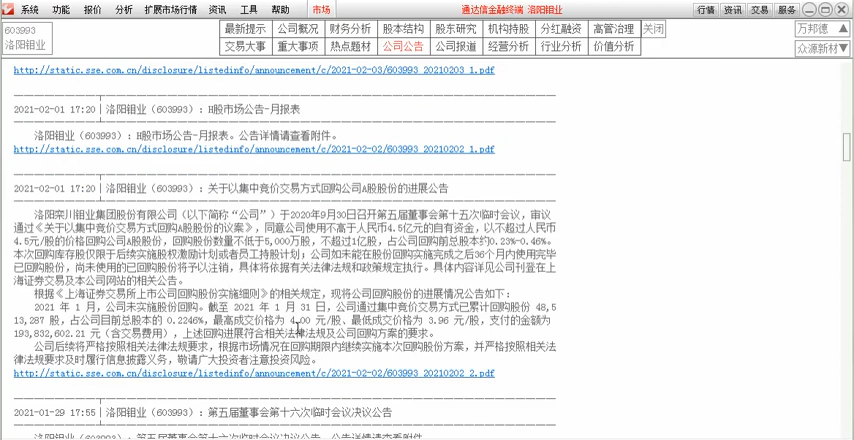 系统 功能 报价 分析 扩展市场行情 资讯 工具 帮助 市场 通达信金融终端 洛阳钼业 行情 资讯 交易 服务
603993
洛阳钼业
最新提示 公司概况 财务分析 股本结构 股东研究 机构持股 分红融资 高管治理 关闭
交易大事 重大事项 热点题材 公司公告 公司报道 经营分析 行业分析 价值分析
万邦德▲
众源新材▼
http://static.sse.com.cn/disclosure/listedinfo/announcement/c/2021-02-03/603993_20210203_1.pdf
2021-02-01 17:20│洛阳钼业(603993): H股市场公告-月报表
洛阳钼业(603993): H股市场公告-月报表。公告详情请查看附件。
http://static.sse.com.cn/disclosure/listedinfo/announcement/c/2021-02-02/603993_20210202_1.pdf
2021-02-01 17:20│洛阳钼业(603993): 关于以集中竞价交易方式回购公司A股股份的进展公告
洛阳栾川钼业集团股份有限公司(以下简称“公司”)于2020年9月30日召开第五届董事会第十五次临时会议,审议
通过《关于以集中竞价交易方式回购A股股份的议案》,同意公司使用不高于人民币4.5亿元的自有资金,以不超过人民币
4.5元/股的价格回购公司A股股份,回购股份数量不低于5,000万股,不超过1亿股,占公司回购前总股本约0.23%-0.46%。
本次回购库存股仅限于后续实施股权激励计划或者员工持股计划;公司如未能在股份回购实施完成之后36个月内使用完毕
已回购股份,尚未使用的已回购股份将予以注销,具体将依据有关法律法规和政策规定执行。具体内容详见公司刊登在上
海证券交易及本公司网站的相关公告。
根据《上海证券交易所上市公司回购股份实施细则》的相关规定,现将公司回购股份的进展情况公告如下:
2021 年 1 月,公司未实施股份回购。截至 2021 年 1 月 31 日,公司通过集中竞价交易方式已累计回购股份 48,5
13,287 股,占公司目前总股本的 0.2246%,最高成交价格为 4.00 元/股、最低成交价格为 3.96 元/股,支付的金额为
193,832,602.21 元(含交易费用),上述回购进展符合相关法律法规及公司回购方案的要求。
公司后续将严格按照相关法律法规要求,根据市场情况在回购期限内继续实施本次回购股份方案,并严格按照相关法
律法规要求及时履行信息披露义务,敬请广大投资者注意投资风险。
http://static.sse.com.cn/disclosure/listedinfo/announcement/c/2021-02-02/603993_20210202_2.pdf
2021-01-29 17:55│洛阳钼业(603993): 第五届董事会第十六次临时会议决议公告
洛阳钼业(603993): 第五届董事会第十六次临时会议决议公告。公告详情请查看附件。